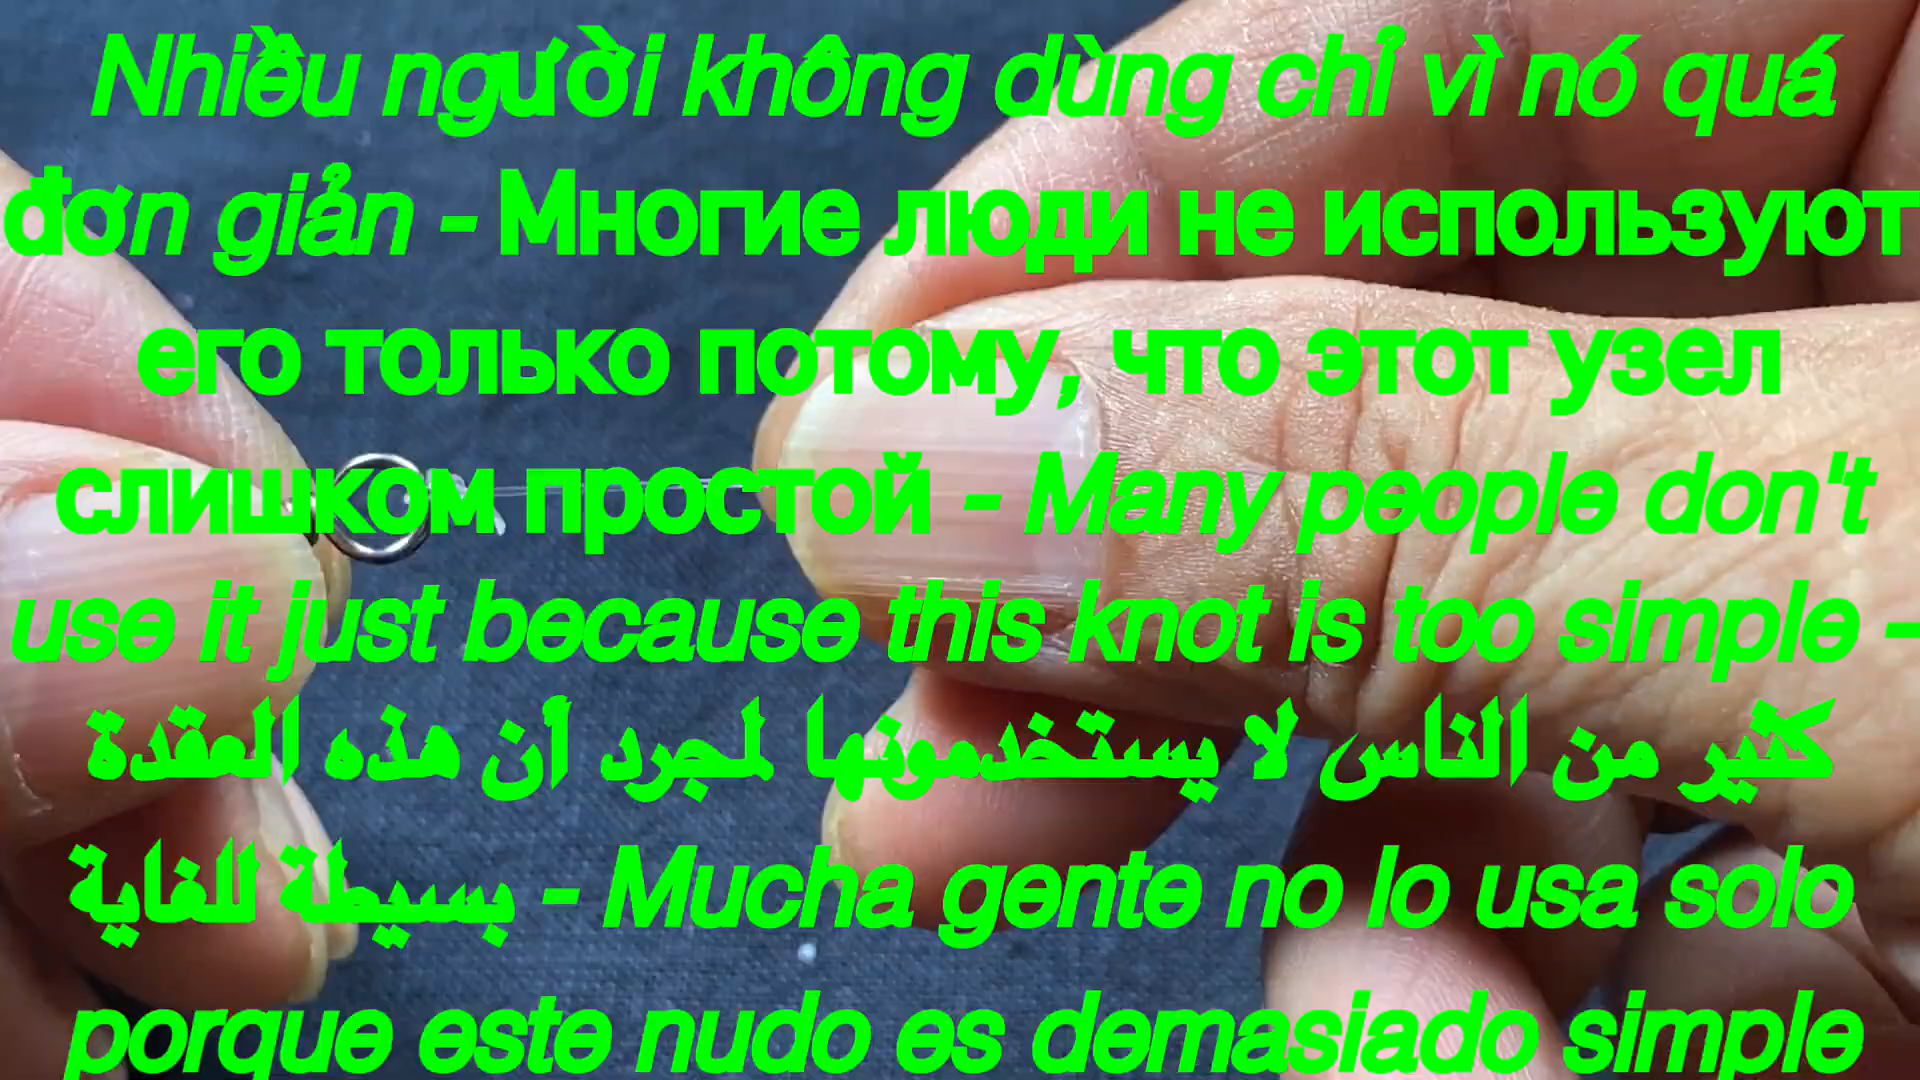 Nhiều người không dùng chỉ vì nó quá
đơn giản - Многие люди не используют
его только потому, что этот узел
слишком простой - Many people don't
use it just because this knot is too simple -
كثير من الناس لا يستخدمونها لمجرد أن هذه العقدة
بسيطة للغاية - Mucha gente no lo usa solo
porque este nudo es demasiado simple